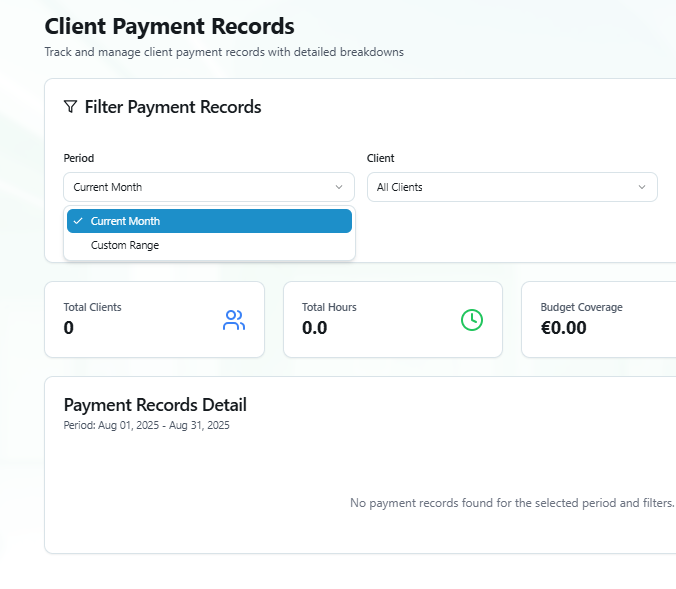 Client Payment Records
Track and manage client payment records with detailed breakdowns
Filter Payment Records
Period
Client
Current Month
All Clients
Current Month
Custom Range
Total Clients
0
Total Hours
0.0
Budget Coverage
€0.00
Payment Records Detail
Period: Aug 01, 2025 - Aug 31, 2025
No payment records found for the selected period and filters.